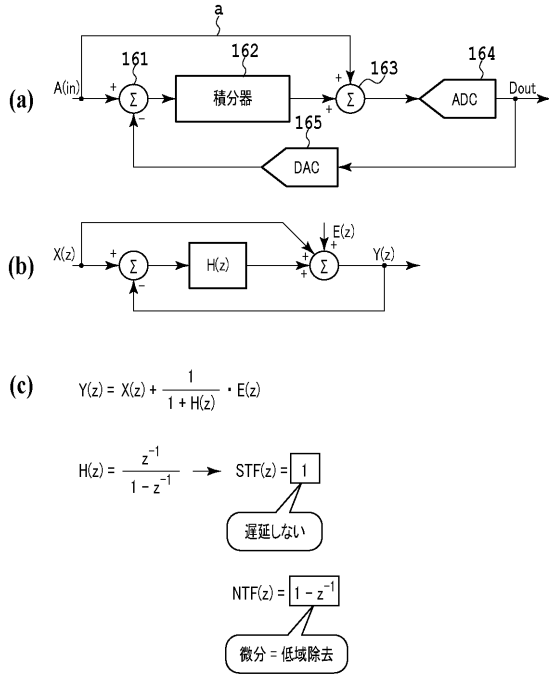 a
161
162
163
164
(a)
A(in)
+
Σ
−
積分器
+
+
Σ
ADC
Dout
165
DAC
(b)
X(z)
+
Σ
−
H(z)
E(z)
+
+
+
Σ
Y(z)
(c)
Y(z) = X(z) + 1 / (1 + H(z)) · E(z)
H(z) = z⁻¹ / (1 − z⁻¹) → STF(z) = 1
遅延しない
NTF(z) = 1 − z⁻¹
微分 = 低域除去